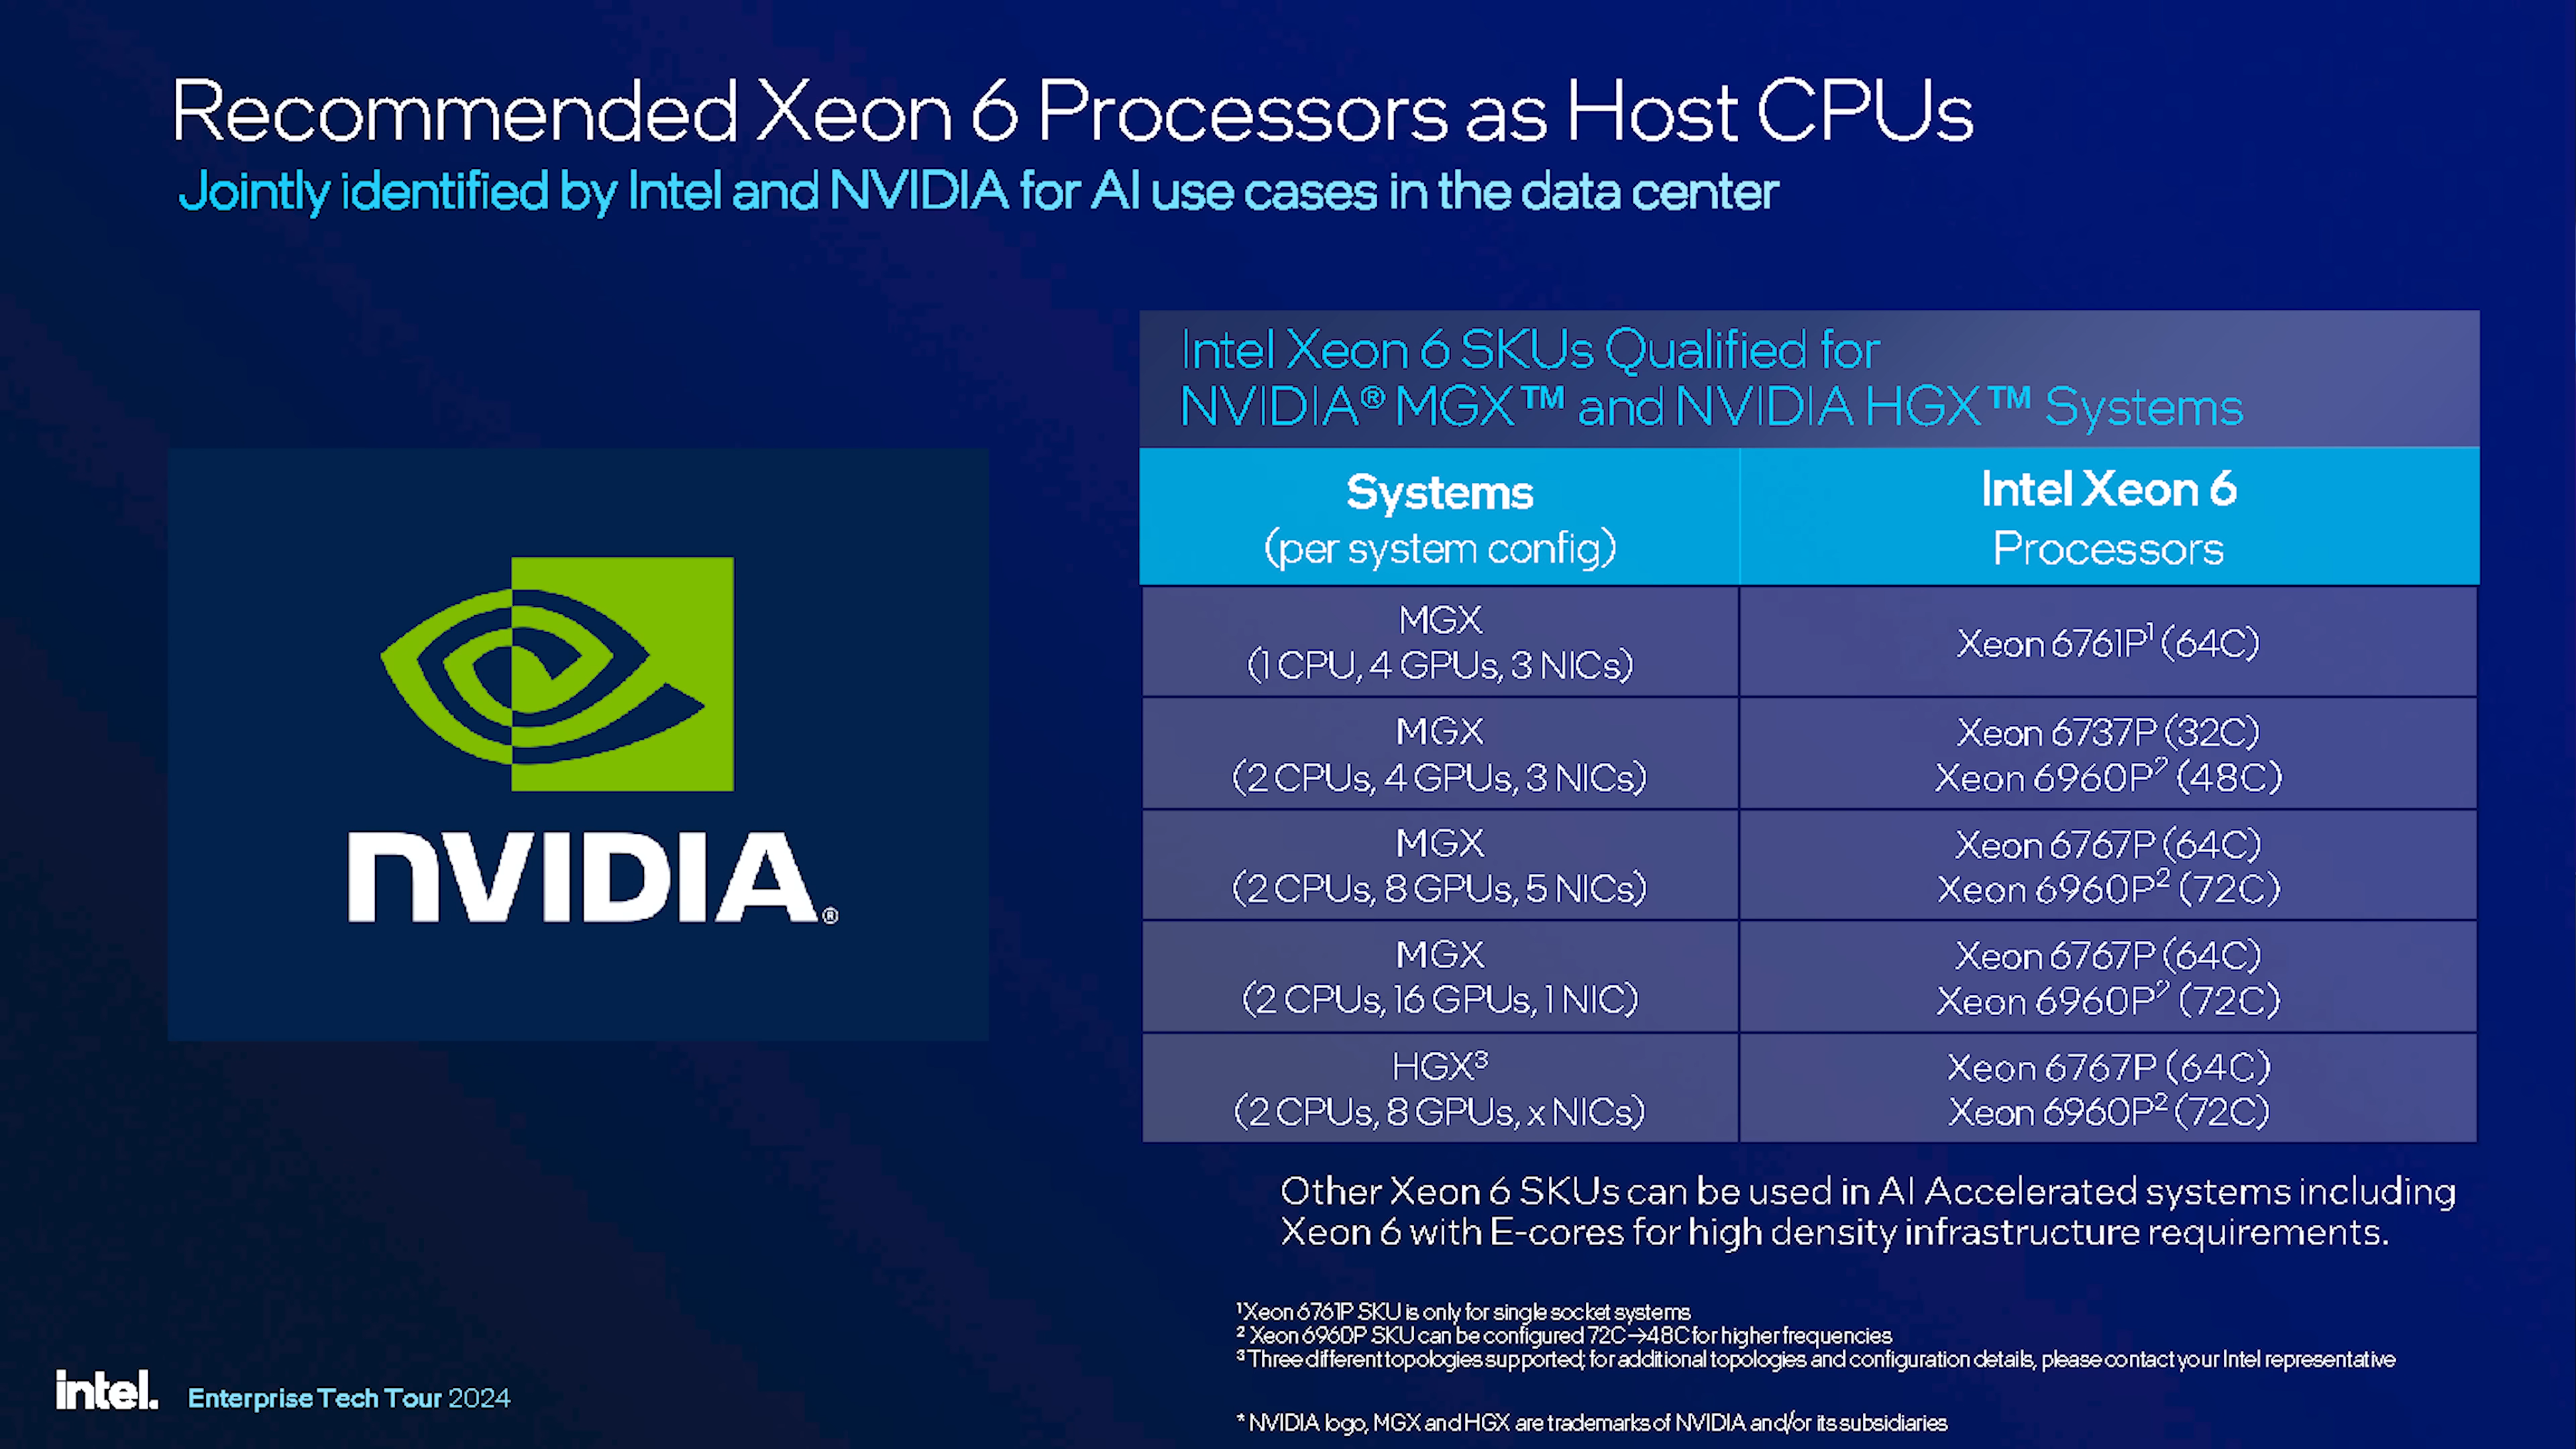 Recommended Xeon 6 Processors as Host CPUs
Jointly identified by Intel and NVIDIA for AI use cases in the data center
NVIDIA®
Intel Xeon 6 SKUs Qualified for
NVIDIA® MGX™ and NVIDIA HGX™ Systems
Systems
(per system config)
Intel Xeon 6
Processors
MGX
(1 CPU, 4 GPUs, 3 NICs)
Xeon 6761P¹ (64C)
MGX
(2 CPUs, 4 GPUs, 3 NICs)
Xeon 6737P (32C)
Xeon 6960P² (48C)
MGX
(2 CPUs, 8 GPUs, 5 NICs)
Xeon 6767P (64C)
Xeon 6960P² (72C)
MGX
(2 CPUs, 16 GPUs, 1 NIC)
Xeon 6767P (64C)
Xeon 6960P² (72C)
HGX³
(2 CPUs, 8 GPUs, x NICs)
Xeon 6767P (64C)
Xeon 6960P² (72C)
Other Xeon 6 SKUs can be used in AI Accelerated systems including
Xeon 6 with E-cores for high density infrastructure requirements.
¹Xeon 6761P SKU is only for single socket systems
² Xeon 6960P SKU can be configured 72C→48C for higher frequencies
³Three different topologies supported; for additional topologies and configuration details, please contact your Intel representative
* NVIDIA logo, MGX and HGX are trademarks of NVIDIA and/or its subsidiaries
intel. Enterprise Tech Tour 2024